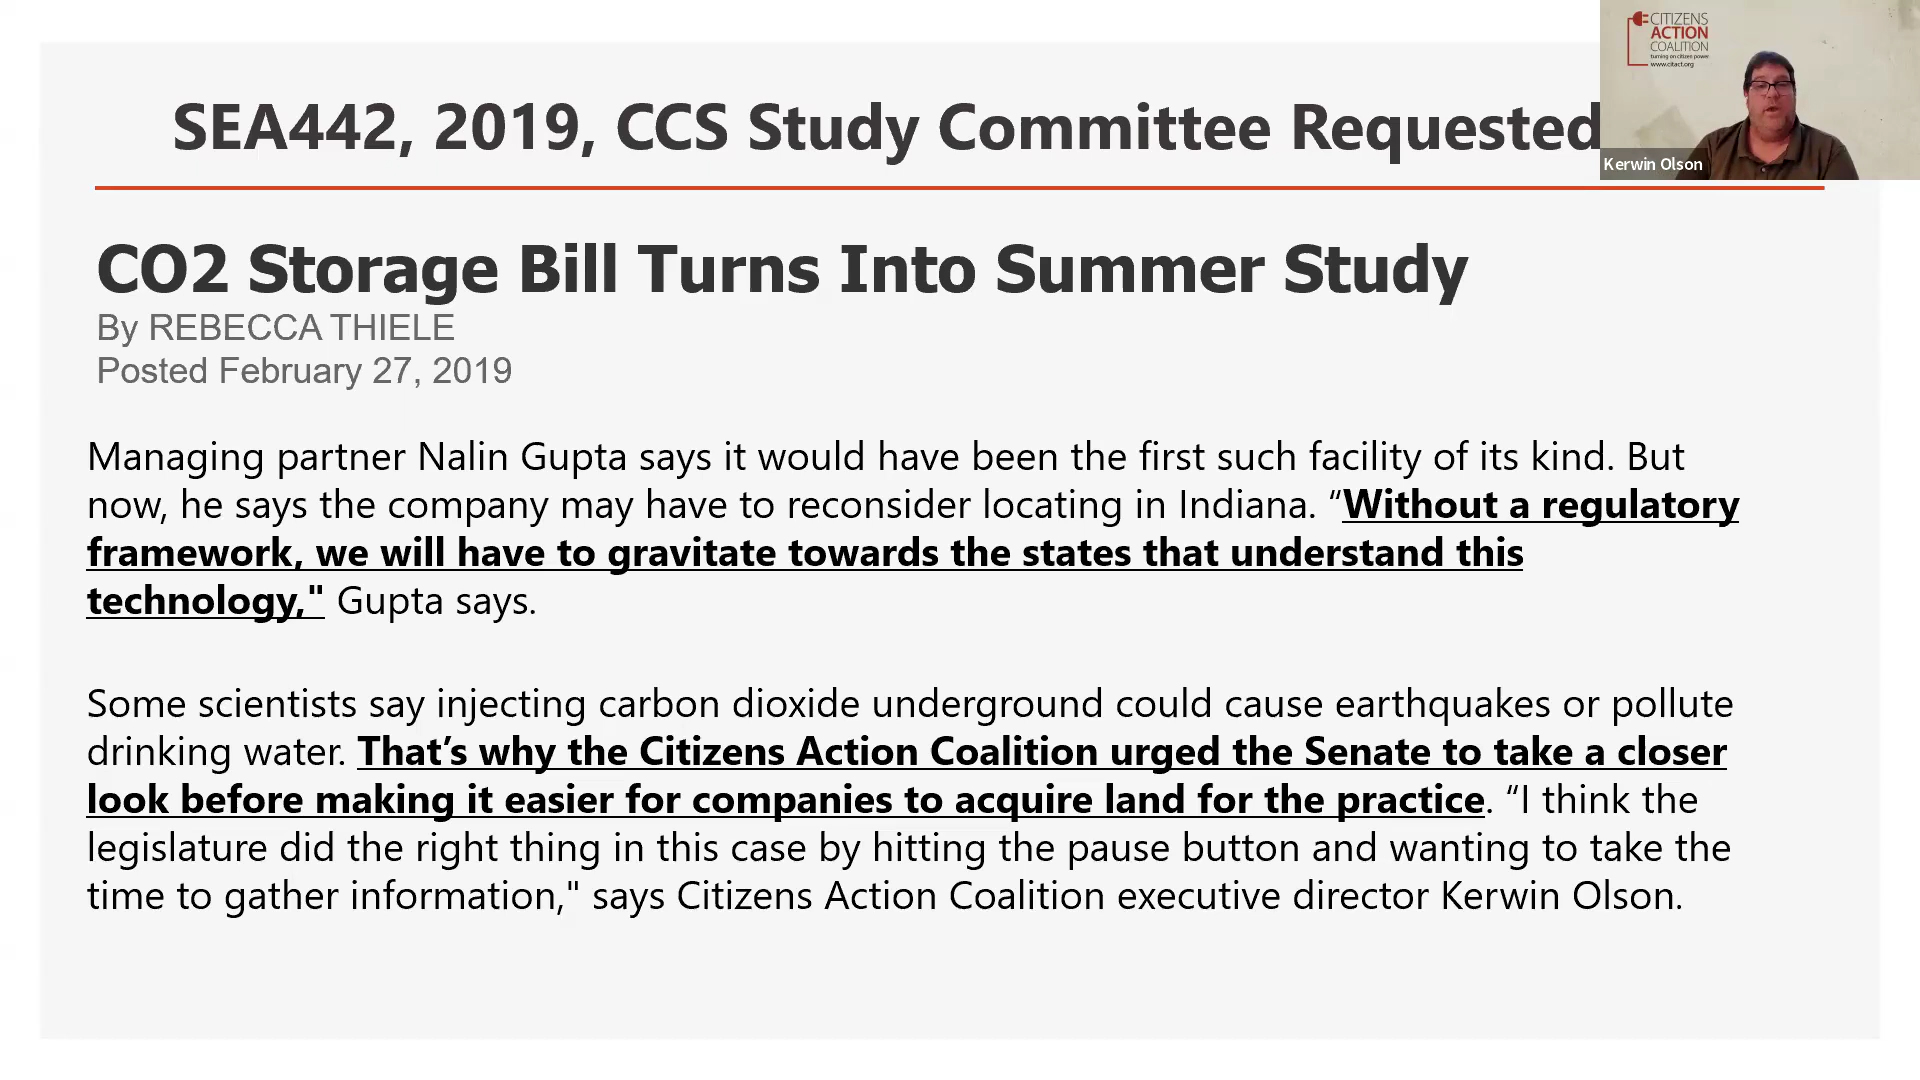 CITIZENS
ACTION
COALITION
turning on citizen power
www.citact.org
Kerwin Olson
SEA442, 2019, CCS Study Committee Requested
CO2 Storage Bill Turns Into Summer Study
By REBECCA THIELE
Posted February 27, 2019
Managing partner Nalin Gupta says it would have been the first such facility of its kind. But
now, he says the company may have to reconsider locating in Indiana. “Without a regulatory
framework, we will have to gravitate towards the states that understand this
technology," Gupta says.
Some scientists say injecting carbon dioxide underground could cause earthquakes or pollute
drinking water. That’s why the Citizens Action Coalition urged the Senate to take a closer
look before making it easier for companies to acquire land for the practice. “I think the
legislature did the right thing in this case by hitting the pause button and wanting to take the
time to gather information," says Citizens Action Coalition executive director Kerwin Olson.